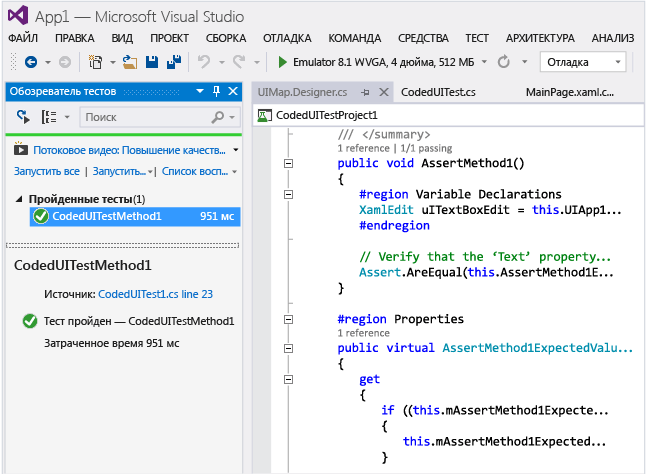 App1 — Microsoft Visual Studio
ФАЙЛ ПРАВКА ВИД ПРОЕКТ СБОРКА ОТЛАДКА КОМАНДА СРЕДСТВА ТЕСТ АРХИТЕКТУРА АНАЛИЗ
Emulator 8.1 WVGA, 4 дюйма, 512 МБ Отладка
Обозреватель тестов
Поиск
Потоковое видео: Повышение качеств...
Запустить все | Запустить... Список восп...
Пройденные тесты(1)
CodedUITestMethod1 951 мс
CodedUITestMethod1
Источник: CodedUITest1.cs line 23
Тест пройден — CodedUITestMethod1
Затраченное время 951 мс
UIMap.Designer.cs CodedUITest.cs MainPage.xaml.c...
CodedUITestProject1
/// </summary>
1 reference | 1/1 passing
public void AssertMethod1()
{
#region Variable Declarations
XamlEdit uITextBoxEdit = this.UIApp1...
#endregion
// Verify that the ‘Text’ property...
Assert.AreEqual(this.AssertMethod1E...
}
#region Properties
1 reference
public virtual AssertMethod1ExpectedValu...
{
get
{
if ((this.mAssertMethod1Expecte...
{
this.mAssertMethod1Expected...
}